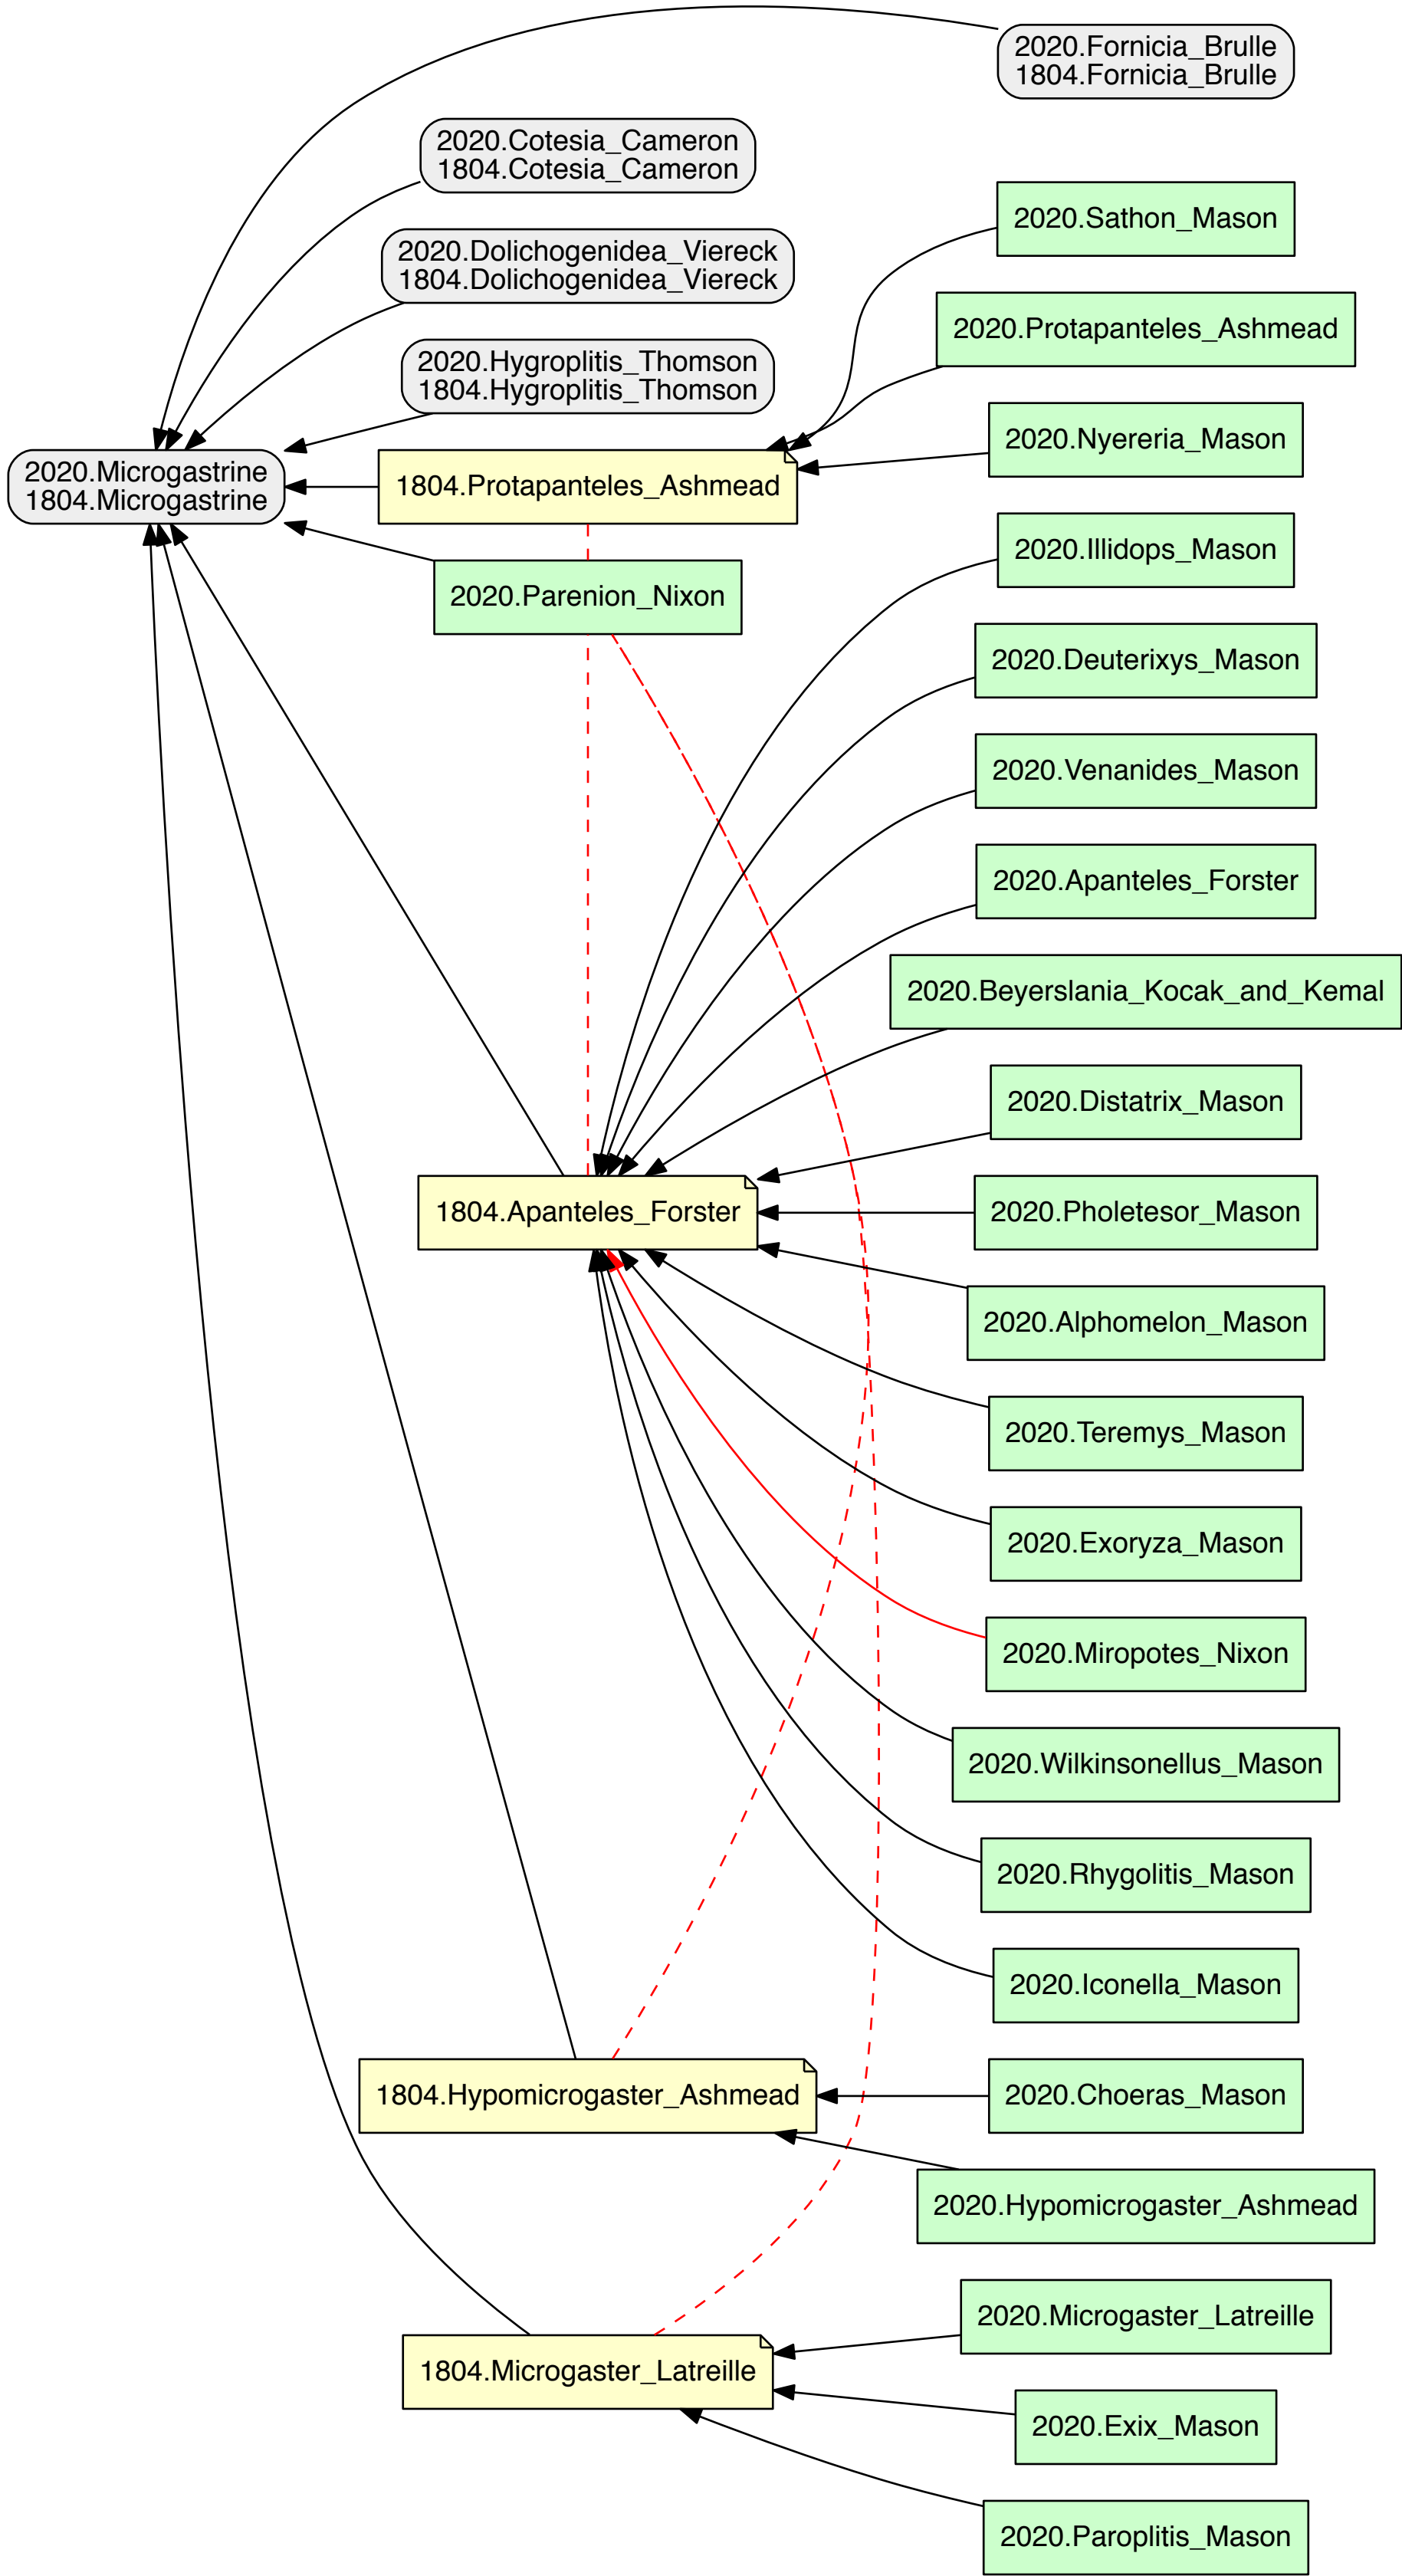 2020.Fornicia_Brulle
1804.Fornicia_Brulle
2020.Cotesia_Cameron
1804.Cotesia_Cameron
2020.Sathon_Mason
2020.Dolichogenidea_Viereck
1804.Dolichogenidea_Viereck
2020.Protapanteles_Ashmead
2020.Hygroplitis_Thomson
1804.Hygroplitis_Thomson
2020.Nyereria_Mason
2020.Microgastrine
1804.Microgastrine
1804.Protapanteles_Ashmead
2020.Illidops_Mason
2020.Parenion_Nixon
2020.Deuterixys_Mason
2020.Venanides_Mason
2020.Apanteles_Forster
2020.Beyerslania_Kocak_and_Kemal
2020.Distatrix_Mason
1804.Apanteles_Forster
2020.Pholetesor_Mason
2020.Alphomelon_Mason
2020.Teremys_Mason
2020.Exoryza_Mason
2020.Miropotes_Nixon
2020.Wilkinsonellus_Mason
2020.Rhygolitis_Mason
2020.Iconella_Mason
1804.Hypomicrogaster_Ashmead
2020.Choeras_Mason
2020.Hypomicrogaster_Ashmead
2020.Microgaster_Latreille
1804.Microgaster_Latreille
2020.Exix_Mason
2020.Paroplitis_Mason